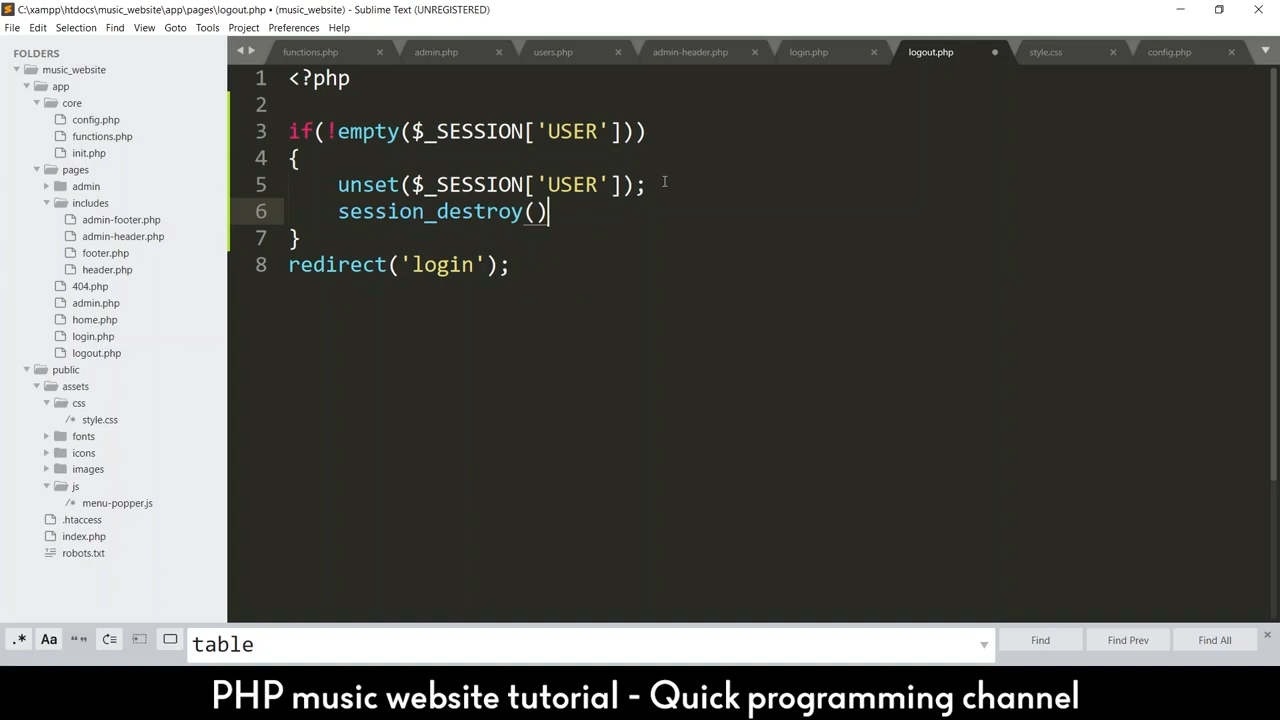 C:\xampp\htdocs\music_website\app\pages\logout.php • (music_website) - Sublime Text (UNREGISTERED)
File Edit Selection Find View Goto Tools Project Preferences Help
FOLDERS
music_website
app
core
config.php
functions.php
init.php
pages
admin
includes
admin-footer.php
admin-header.php
footer.php
header.php
404.php
admin.php
home.php
login.php
logout.php
public
assets
css
/* style.css
fonts
icons
images
js
/* menu-popper.js
.htaccess
index.php
robots.txt
functions.php admin.php users.php admin-header.php login.php logout.php style.css config.php
1 <?php
2
3 if(!empty($_SESSION['USER']))
4 {
5 unset($_SESSION['USER']);
6 session_destroy()
7 }
8 redirect('login');
.* Aa "" table Find Find Prev Find All
PHP music website tutorial - Quick programming channel